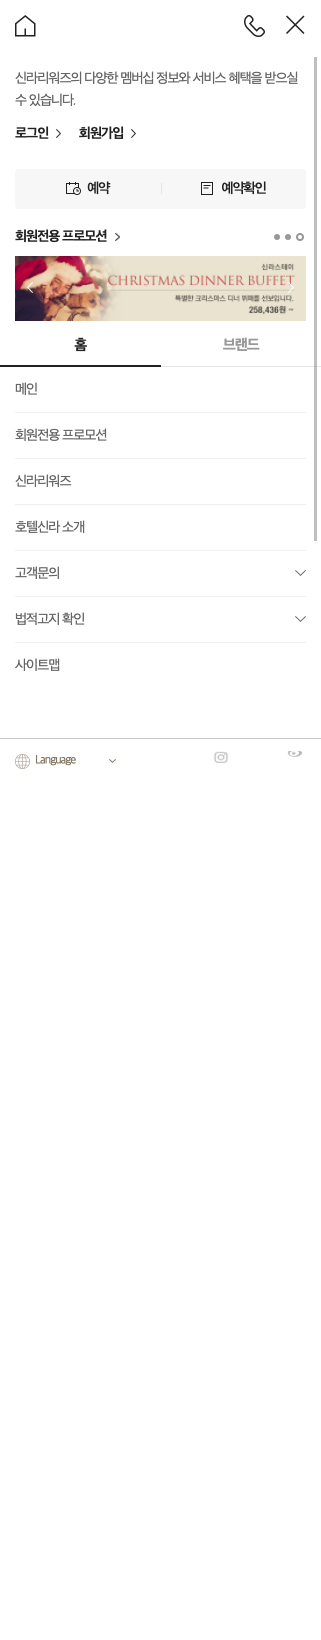 신라리워즈의 다양한 멤버십 정보와 서비스 혜택을 받으실
수 있습니다.
로그인 회원가입
예약 예약확인
회원전용 프로모션
신라스테이
CHRISTMAS DINNER BUFFET
특별한 크리스마스 디너 뷔페를 선보입니다.
258,436원 ~
홈 브랜드
메인
회원전용 프로모션
신라리워즈
호텔신라 소개
고객문의
법적고지 확인
사이트맵
Language